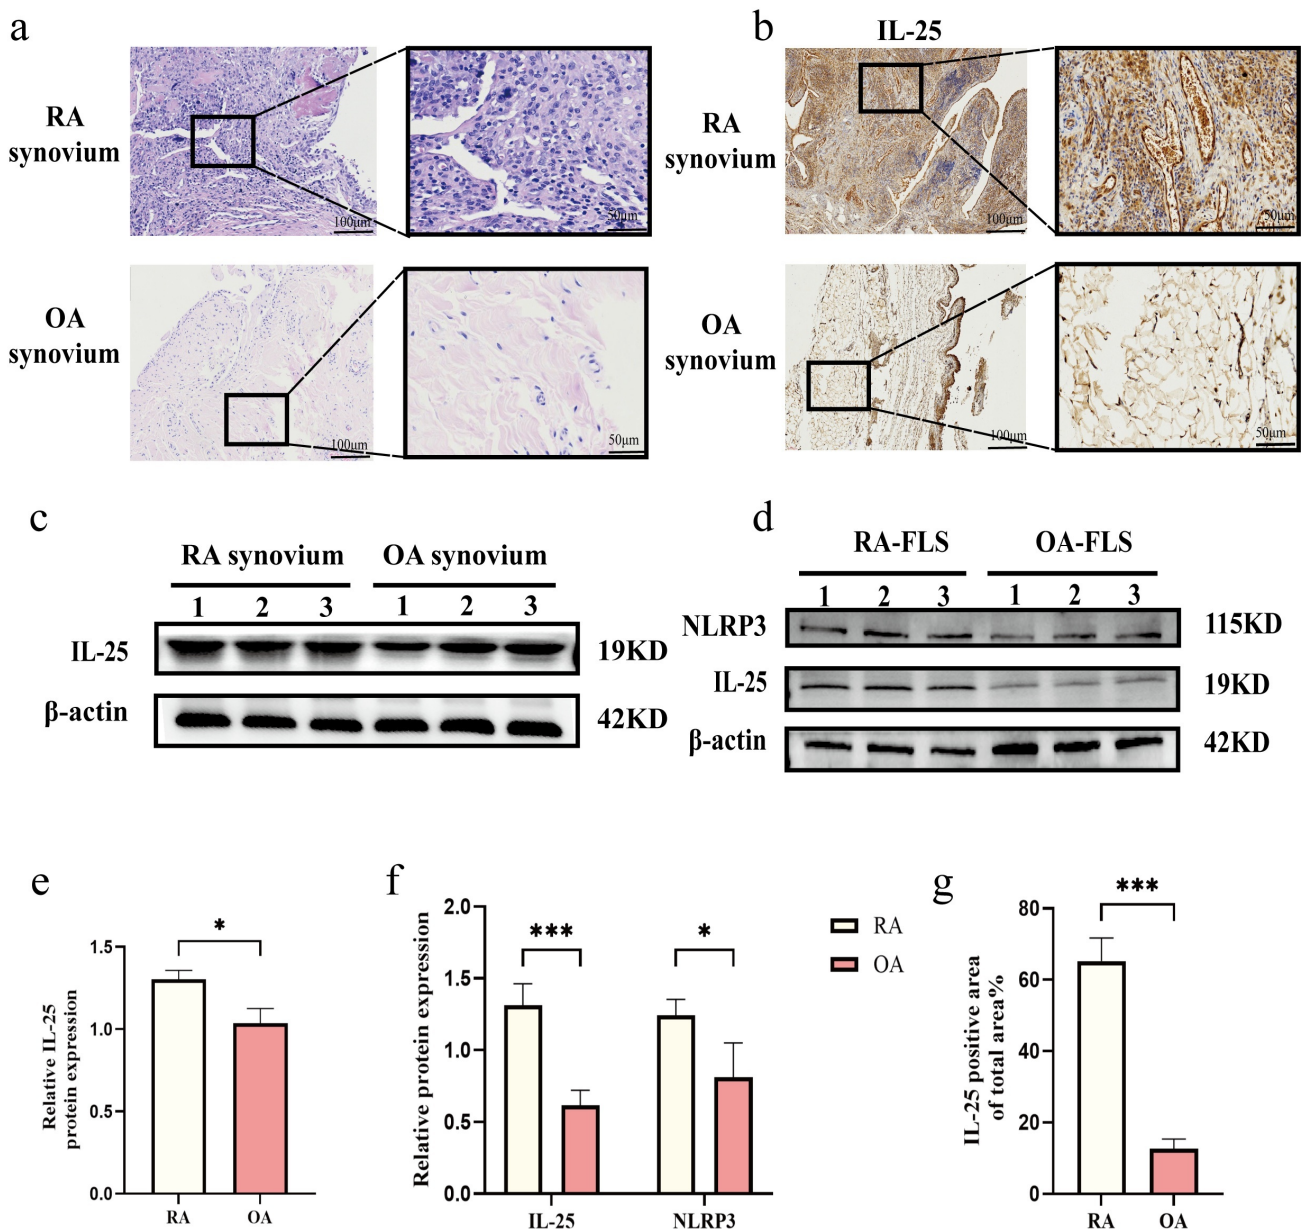 a
RA
synovium
100μm
50μm
OA
synovium
100μm
50μm
b
IL-25
RA
synovium
100μm
50μm
OA
synovium
100μm
50μm
c
RA synovium
OA synovium
1 2 3 1 2 3
IL-25
19KD
β-actin
42KD
d
RA-FLS
OA-FLS
1 2 3 1 2 3
NLRP3
115KD
IL-25
19KD
β-actin
42KD
e
Relative IL-25
protein expression
1.5
1.0
0.5
0.0
*
RA
OA
f
Relative protein expression
2.0
1.5
1.0
0.5
0.0
***
*
IL-25
NLRP3
RA
OA
g
IL-25 positive area
of total area%
80
60
40
20
0
***
RA
OA